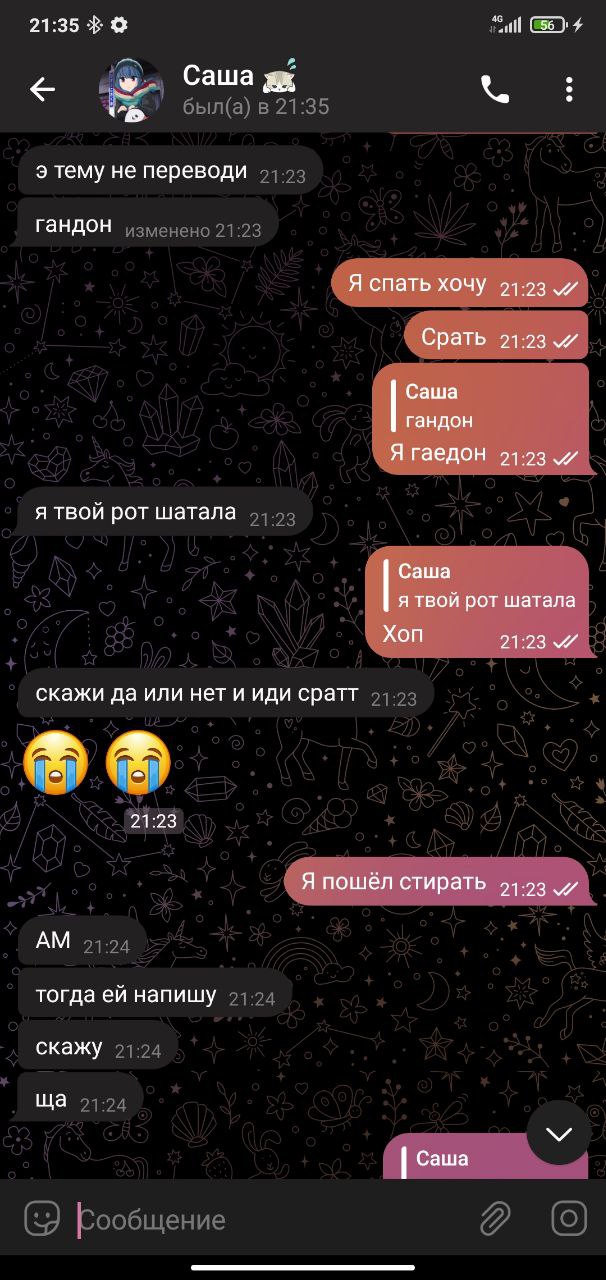 21:35 4G 56
Саша
был(а) в 21:35
э тему не переводи 21:23
гандон изменено 21:23
Я спать хочу 21:23
Срать 21:23
Саша
гандон
Я гаедон 21:23
я твой рот шатала 21:23
Саша
я твой рот шатала
Хоп 21:23
скажи да или нет и иди сратт 21:23
21:23
Я пошёл стирать 21:23
АМ 21:24
тогда ей напишу 21:24
скажу 21:24
ща 21:24
Саша
Сообщение